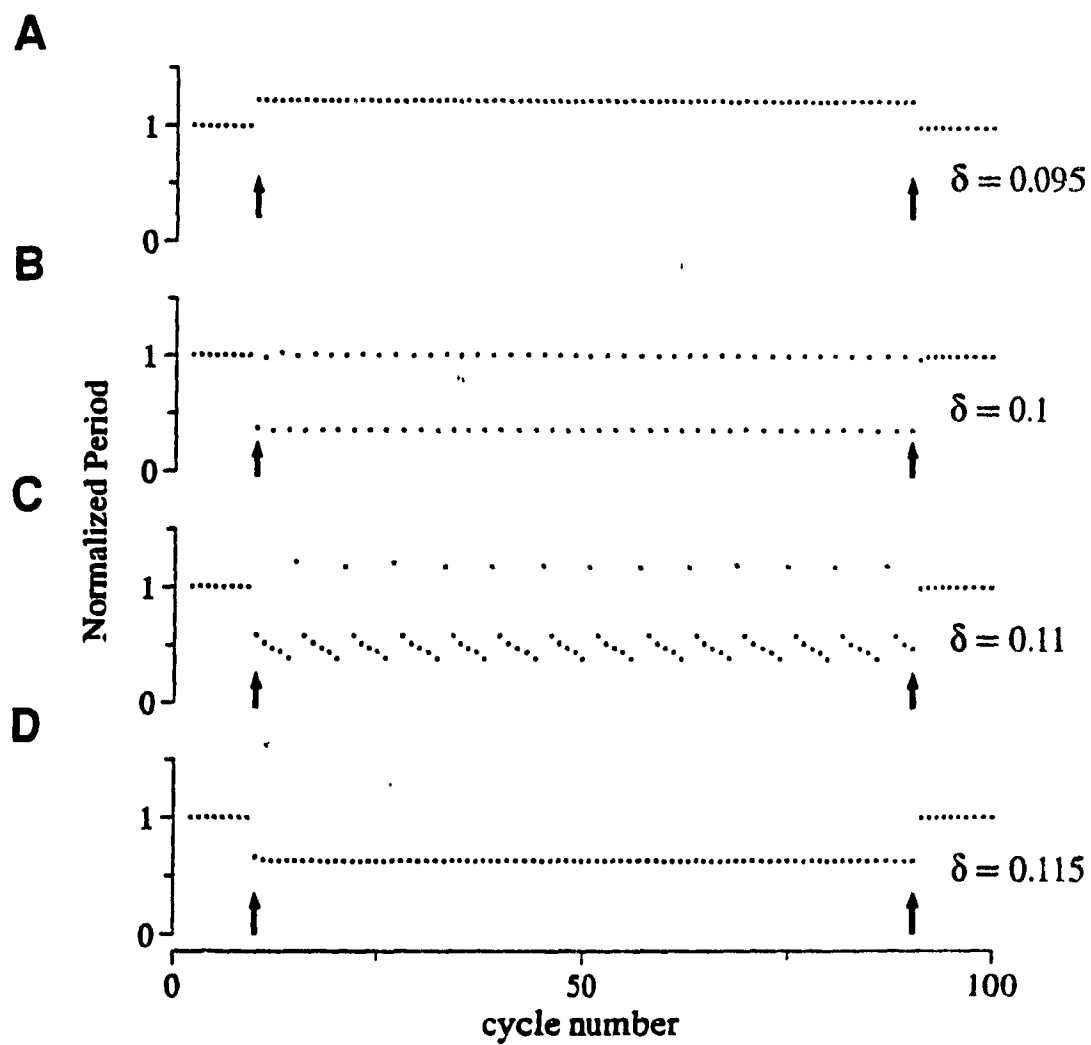 A
1
0
δ = 0.095
B
1
0
δ = 0.1
C
1
0
δ = 0.11
D
1
0
δ = 0.115
Normalized Period
0
50
100
cycle number